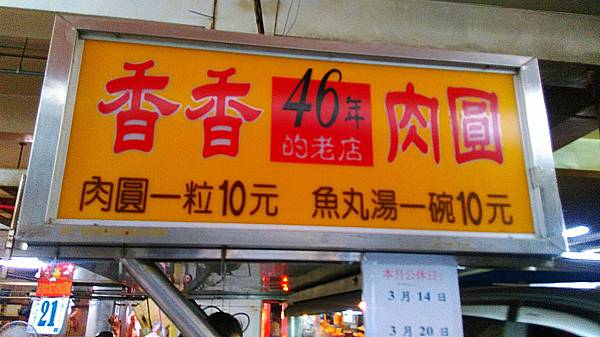 香香 46年的老店 肉圓
肉圓一粒10元 魚丸湯一碗10元
本月公休日:
3月14日
3月20日
21